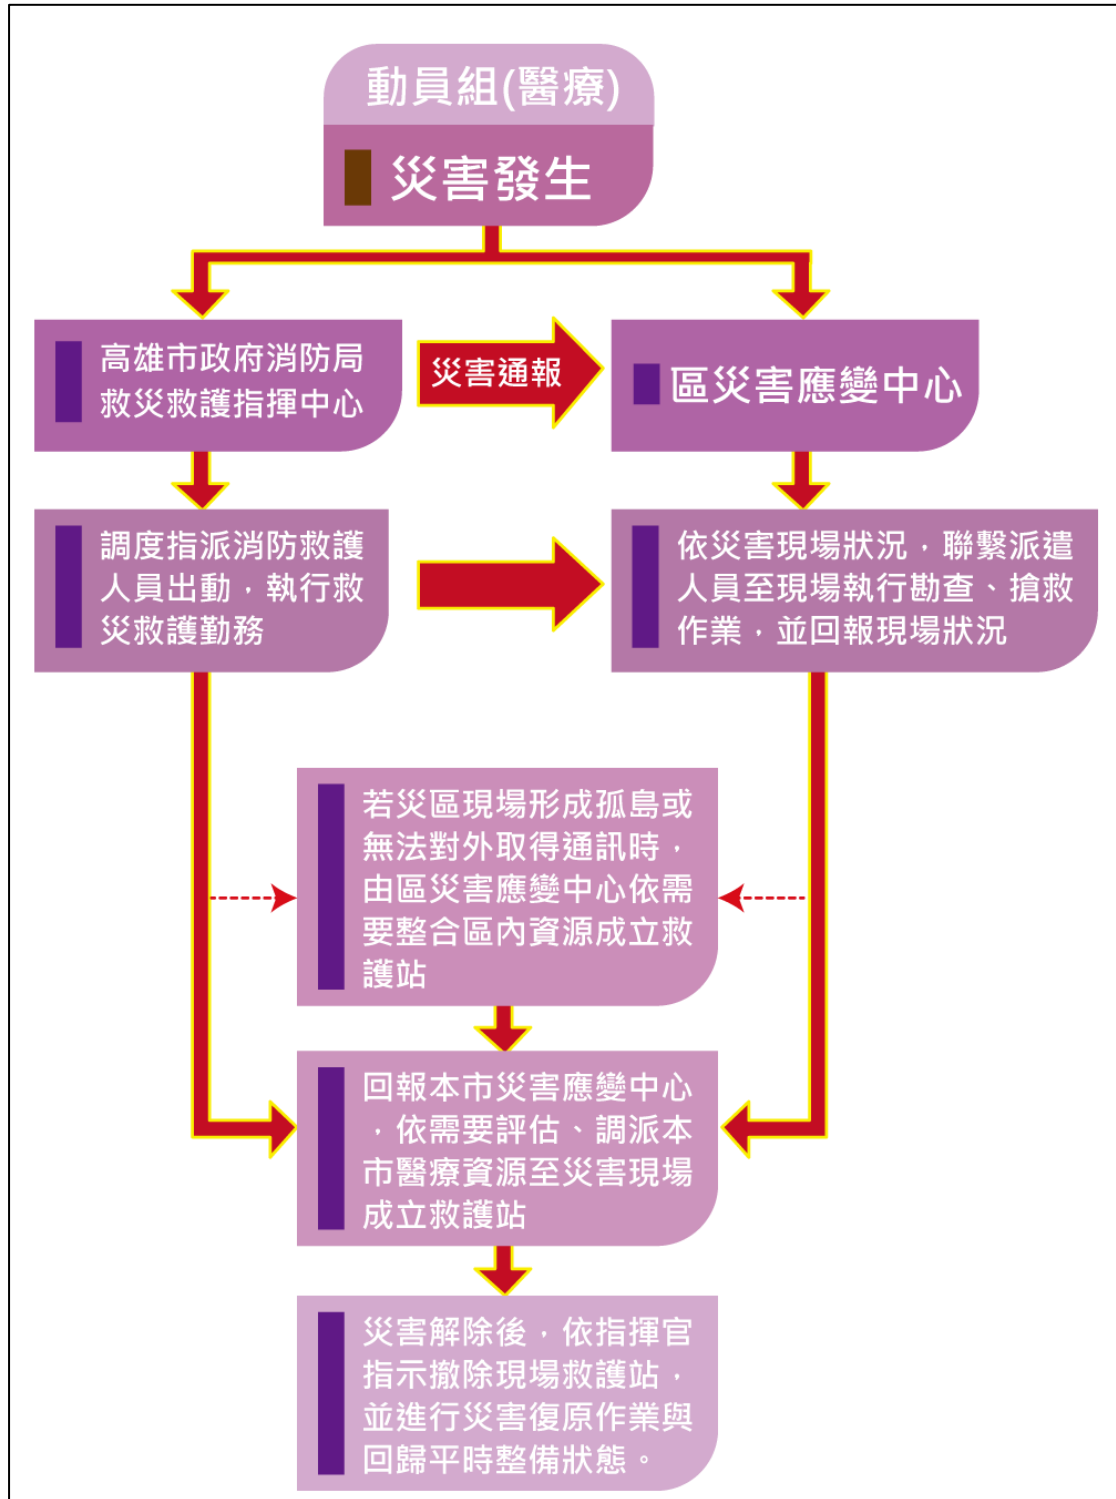 動員組(醫療)
災害發生
高雄市政府消防局
救災救護指揮中心
災害通報
區災害應變中心
調度指派消防救護
人員出動，執行救
災救護勤務
依災害現場狀況，聯繫派遣
人員至現場執行勘查、搶救
作業，並回報現場狀況
若災區現場形成孤島或
無法對外取得通訊時，
由區災害應變中心依需
要整合區內資源成立救
護站
回報本市災害應變中心
，依需要評估、調派本
市醫療資源至災害現場
成立救護站
災害解除後，依指揮官
指示撤除現場救護站，
並進行災害復原作業與
回歸平時整備狀態。